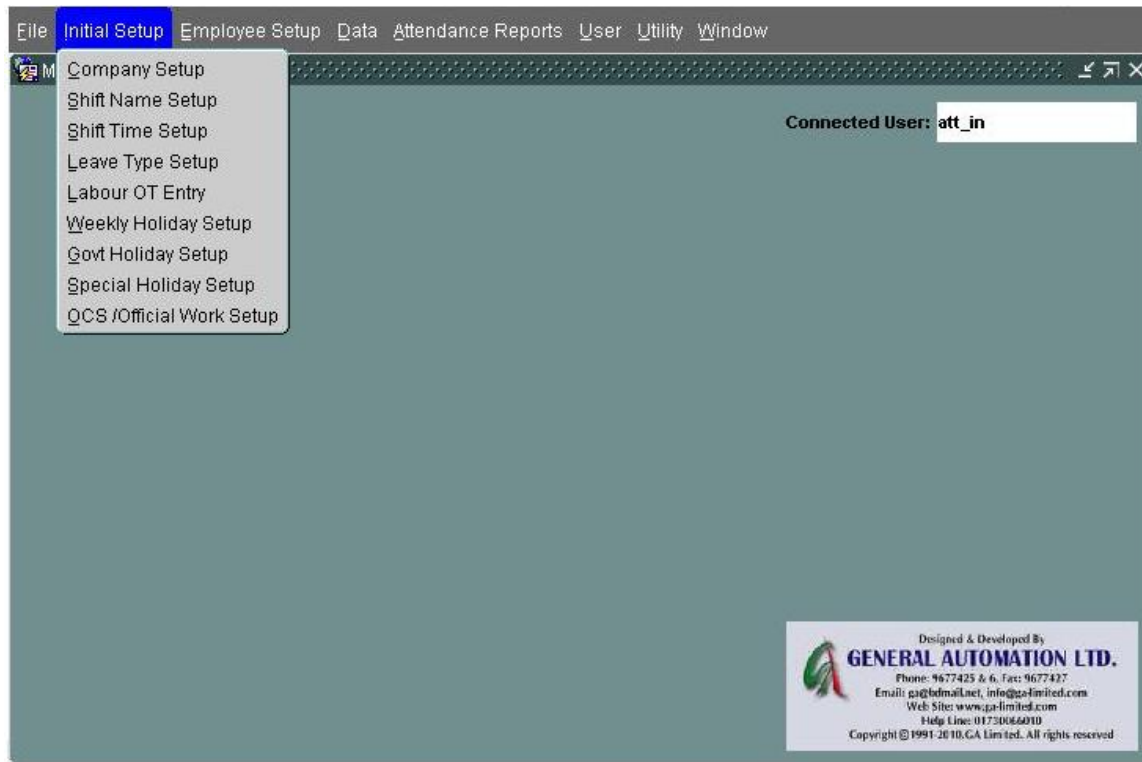 File Initial Setup Employee Setup Data Attendance Reports User Utility Window
M
Company Setup
Shift Name Setup
Shift Time Setup
Leave Type Setup
Labour OT Entry
Weekly Holiday Setup
Govt Holiday Setup
Special Holiday Setup
OCS /Official Work Setup
Connected User: att_in
Designed & Developed By
GENERAL AUTOMATION LTD.
Phone: 9677425 & 6, Fax: 9677427
Email: ga@bdmail.net, info@ga-limited.com
Web Site: www.ga-limited.com
Help Line: 01730066010
Copyright © 1991-2010.GA Limited. All rights reserved